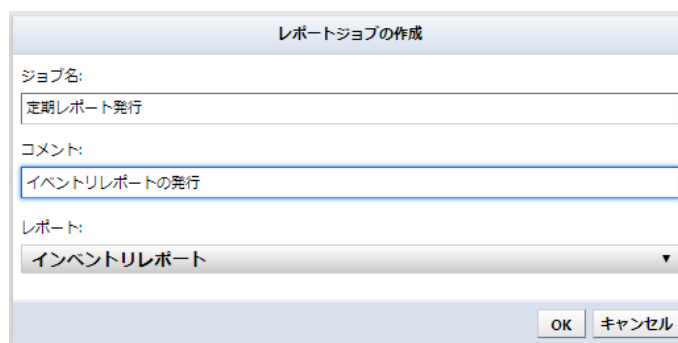 レポートジョブの作成
ジョブ名:
定期レポート発行
コメント:
イベントリレポートの発行
レポート:
インベントリレポート
OK キャンセル